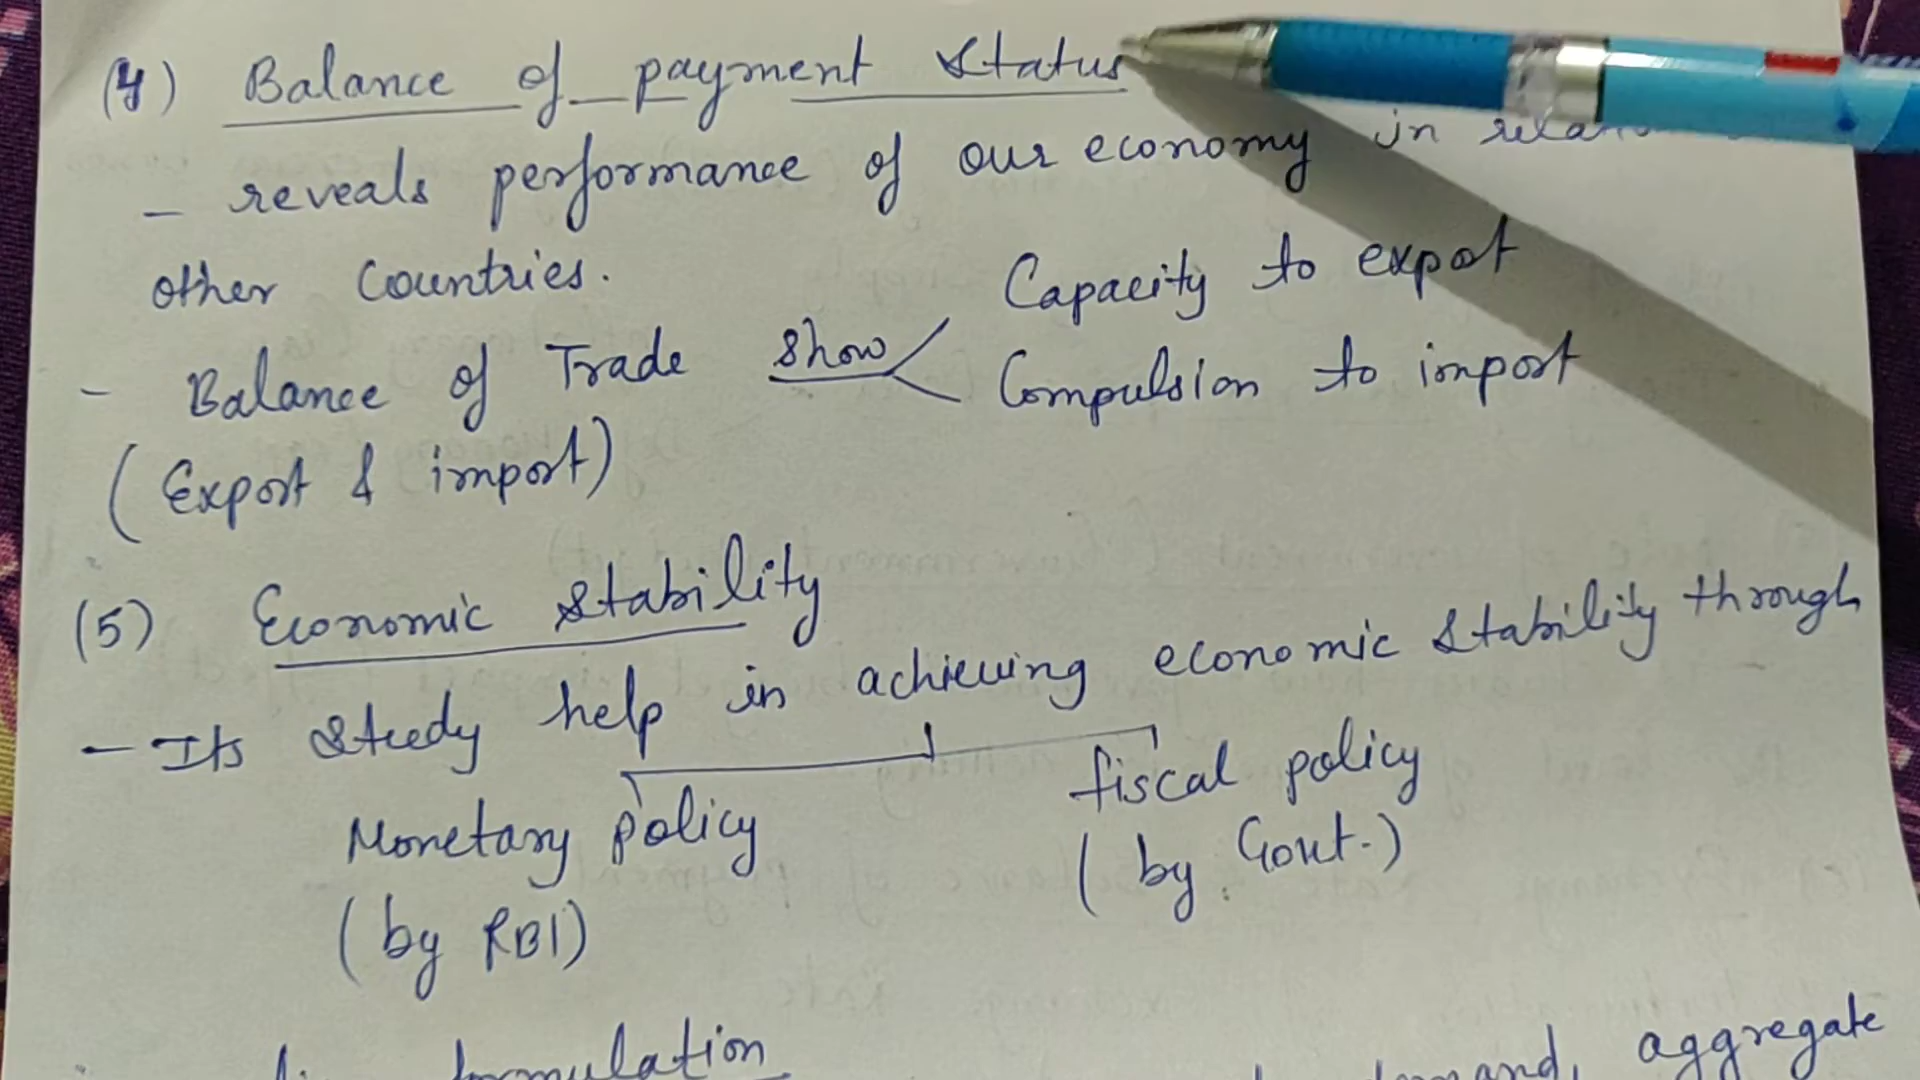 (4) Balance of payment Status
- reveals performance of our economy in
other Countries.
Capacity to export
- Balance of Trade show
Compulsion to import
(Export & import)
(5) Economic Stability
- Its study help in achieving economic stability through
Monetary policy
fiscal policy
(by RBI)
(by Govt.)
formulation
aggregate